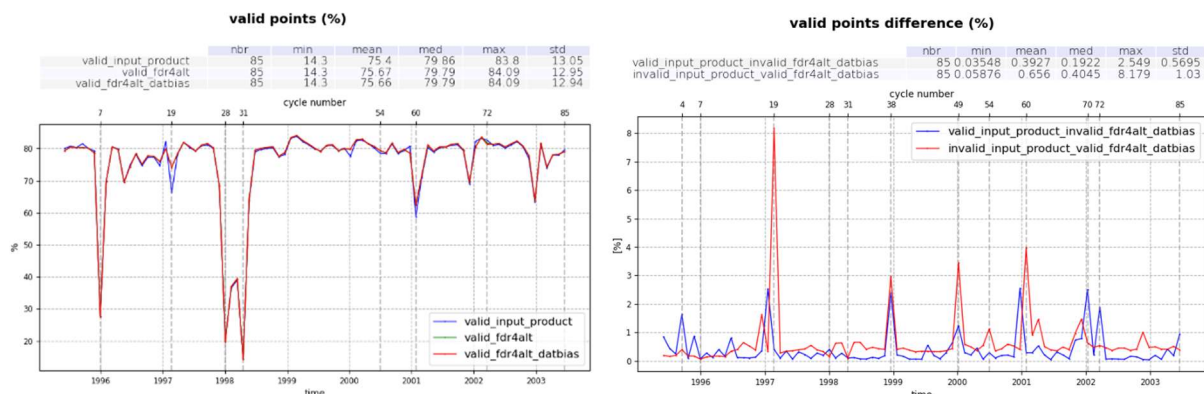 valid points (%)
nbr min mean med max std
valid_input_product 85 14.3 75.4 79.86 83.8 13.05
valid_fdr4alt 85 14.3 75.67 79.79 84.09 12.95
valid_fdr4alt_datbias 85 14.3 75.66 79.79 84.09 12.94
cycle number
7 19 28 31 54 60 72 85
80
70
60
50
40
30
20
%
valid_input_product
valid_fdr4alt
valid_fdr4alt_datbias
1996 1997 1998 1999 2000 2001 2002 2003
time
valid points difference (%)
nbr min mean med max std
valid_input_product_invalid_fdr4alt_datbias 85 0.03548 0.3927 0.1922 2.549 0.5695
invalid_input_product_valid_fdr4alt_datbias 85 0.05876 0.656 0.4045 8.179 1.03
cycle number
4 7 19 28 31 38 49 54 60 70 72 85
valid_input_product_invalid_fdr4alt_datbias
invalid_input_product_valid_fdr4alt_datbias
8
7
6
5
4
3
2
1
0
[%]
1996 1997 1998 1999 2000 2001 2002 2003
time